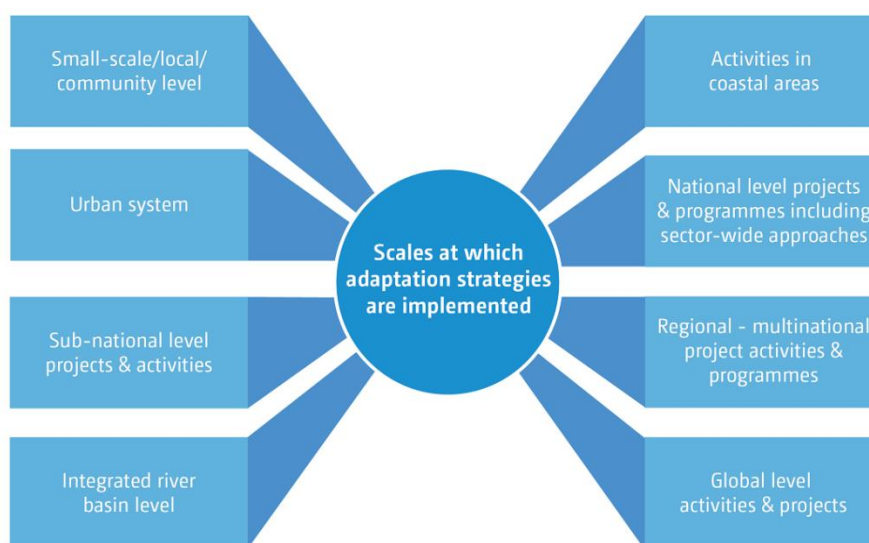 Small-scale/local/
community level
Urban system
Sub-national level
projects & activities
Integrated river
basin level
Scales at which
adaptation strategies
are implemented
Activities in
coastal areas
National level projects
& programmes including
sector-wide approaches
Regional - multinational
project activities &
programmes
Global level
activities & projects